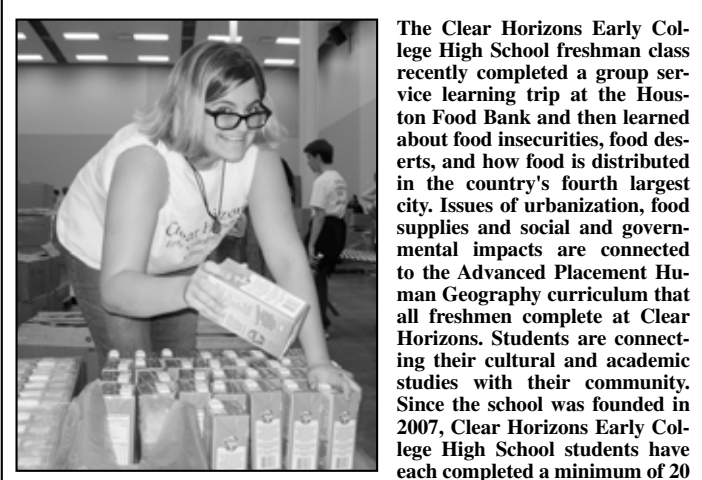 Clear Horizons
The Clear Horizons Early Col-
lege High School freshman class
recently completed a group ser-
vice learning trip at the Hous-
ton Food Bank and then learned
about food insecurities, food des-
erts, and how food is distributed
in the country's fourth largest
city. Issues of urbanization, food
supplies and social and govern-
mental impacts are connected
to the Advanced Placement Hu-
man Geography curriculum that
all freshmen complete at Clear
Horizons. Students are connect-
ing their cultural and academic
studies with their community.
Since the school was founded in
2007, Clear Horizons Early Col-
lege High School students have
each completed a minimum of 20